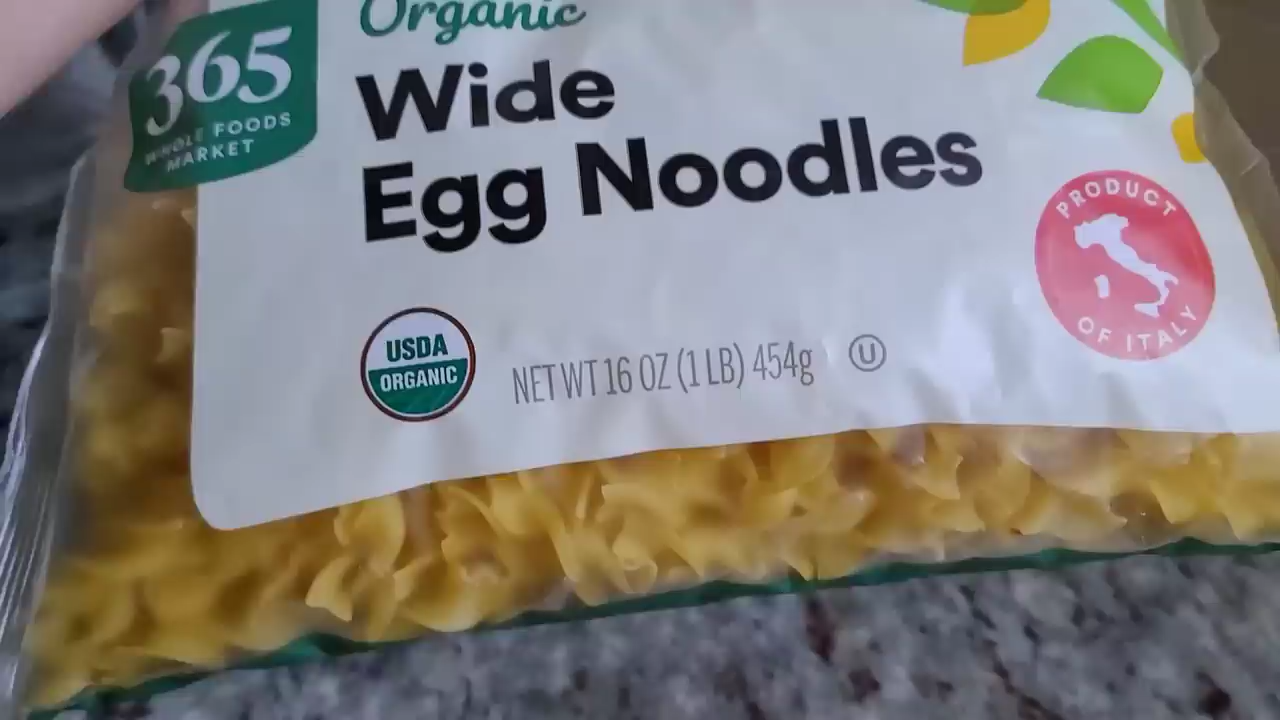 Organic
365
WHOLE FOODS
MARKET
Wide
Egg Noodles
PRODUCT
OF ITALY
USDA
ORGANIC
NET WT 16 OZ (1 LB) 454g
U